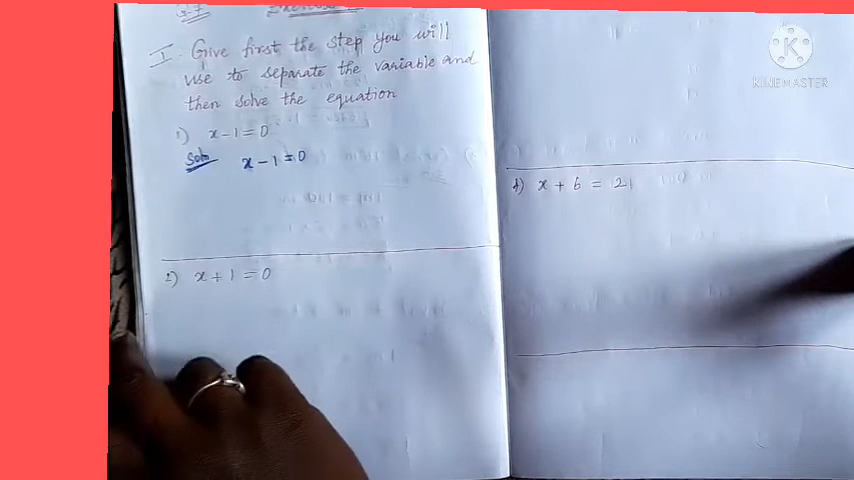 Give first the step you will
use to separate the variable and
then solve the equation
1) x-1=0
Soln x-1=0
2) x+1=0
x+6=21
KINEMASTER